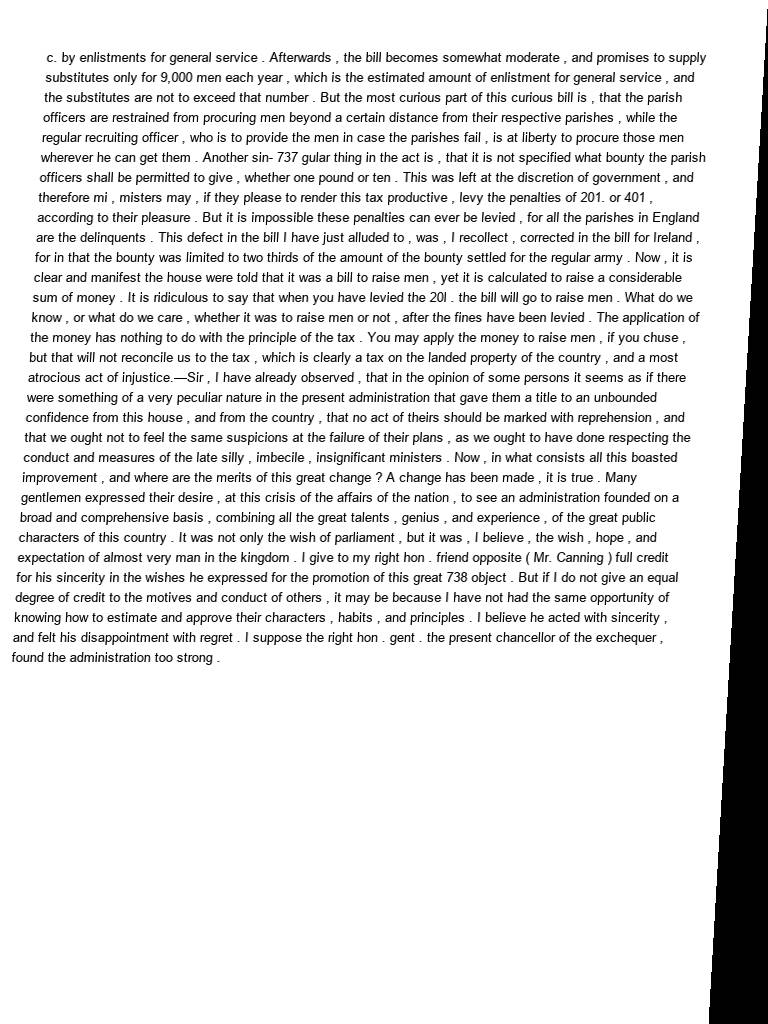 c. by enlistments for general service . Afterwards , the bill becomes somewhat moderate , and promises to supply
substitutes only for 9,000 men each year , which is the estimated amount of enlistment for general service , and
the substitutes are not to exceed that number . But the most curious part of this curious bill is , that the parish
officers are restrained from procuring men beyond a certain distance from their respective parishes , while the
regular recruiting officer , who is to provide the men in case the parishes fail , is at liberty to procure those men
wherever he can get them . Another sin- 737 gular thing in the act is , that it is not specified what bounty the parish
officers shall be permitted to give , whether one pound or ten . This was left at the discretion of government , and
therefore mi , misters may , if they please to render this tax productive , levy the penalties of 201. or 401 ,
according to their pleasure . But it is impossible these penalties can ever be levied , for all the parishes in England
are the delinquents . This defect in the bill I have just alluded to , was , I recollect , corrected in the bill for Ireland ,
for in that the bounty was limited to two thirds of the amount of the bounty settled for the regular army . Now , it is
clear and manifest the house were told that it was a bill to raise men , yet it is calculated to raise a considerable
sum of money . It is ridiculous to say that when you have levied the 20l . the bill will go to raise men . What do we
know , or what do we care , whether it was to raise men or not , after the fines have been levied . The application of
the money has nothing to do with the principle of the tax . You may apply the money to raise men , if you chuse ,
but that will not reconcile us to the tax , which is clearly a tax on the landed property of the country , and a most
atrocious act of injustice.—Sir , I have already observed , that in the opinion of some persons it seems as if there
were something of a very peculiar nature in the present administration that gave them a title to an unbounded
confidence from this house , and from the country , that no act of theirs should be marked with reprehension , and
that we ought not to feel the same suspicions at the failure of their plans , as we ought to have done respecting the
conduct and measures of the late silly , imbecile , insignificant ministers . Now , in what consists all this boasted
improvement , and where are the merits of this great change ? A change has been made , it is true . Many
gentlemen expressed their desire , at this crisis of the affairs of the nation , to see an administration founded on a
broad and comprehensive basis , combining all the great talents , genius , and experience , of the great public
characters of this country . It was not only the wish of parliament , but it was , I believe , the wish , hope , and
expectation of almost very man in the kingdom . I give to my right hon . friend opposite ( Mr. Canning ) full credit
for his sincerity in the wishes he expressed for the promotion of this great 738 object . But if I do not give an equal
degree of credit to the motives and conduct of others , it may be because I have not had the same opportunity of
knowing how to estimate and approve their characters , habits , and principles . I believe he acted with sincerity ,
and felt his disappointment with regret . I suppose the right hon . gent . the present chancellor of the exchequer ,
found the administration too strong .